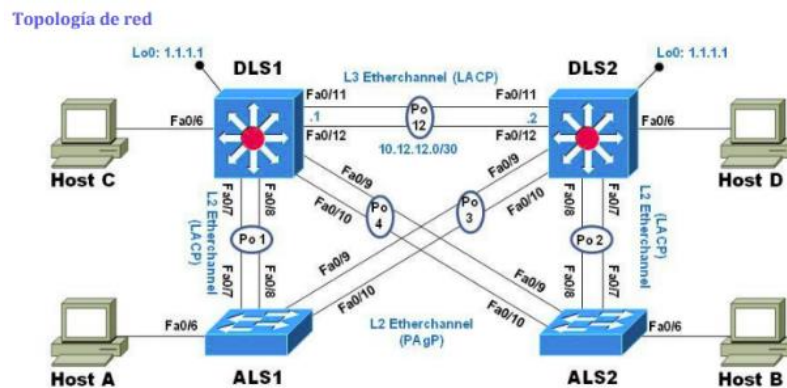 Topología de red
Lo0: 1.1.1.1
Lo0: 1.1.1.1
DLS1
DLS2
L3 Etherchannel (LACP)
Fa0/11
Fa0/11
Po
12
Fa0/6
.1
.2
Fa0/6
Fa0/12
Fa0/12
10.12.12.0/30
Host C
Host D
Fa0/9
Fa0/9
Fa0/7
Fa0/8
Fa0/10
Fa0/10
Fa0/8
Fa0/7
Po
4
Po
3
L2 Etherchannel
(LACP)
Po 1
Po 2
(LACP)
L2 Etherchannel
Fa0/7
Fa0/8
Fa0/9
Fa0/9
Fa0/8
Fa0/7
Fa0/10
Fa0/10
L2 Etherchannel
(PAgP)
Fa0/6
Fa0/6
Host A
ALS1
ALS2
Host B